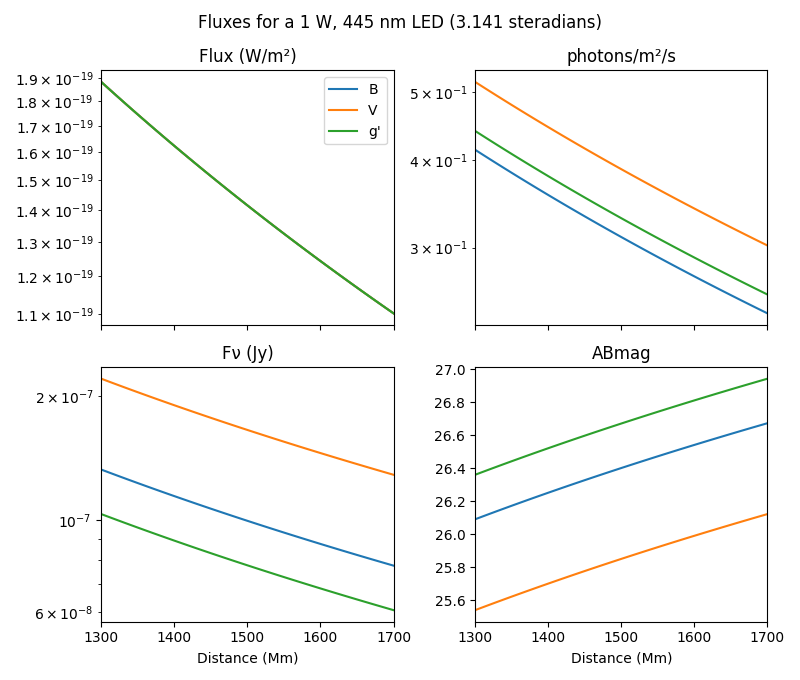 Fluxes for a 1 W, 445 nm LED (3.141 steradians)
Flux (W/m²)
1.9 × 10⁻¹⁹
1.8 × 10⁻¹⁹
1.7 × 10⁻¹⁹
1.6 × 10⁻¹⁹
1.5 × 10⁻¹⁹
1.4 × 10⁻¹⁹
1.3 × 10⁻¹⁹
1.2 × 10⁻¹⁹
1.1 × 10⁻¹⁹
B
V
g'
photons/m²/s
5 × 10⁻¹
4 × 10⁻¹
3 × 10⁻¹
Fν (Jy)
2 × 10⁻⁷
10⁻⁷
6 × 10⁻⁸
1300 1400 1500 1600 1700
Distance (Mm)
ABmag
27.0
26.8
26.6
26.4
26.2
26.0
25.8
25.6
1300 1400 1500 1600 1700
Distance (Mm)